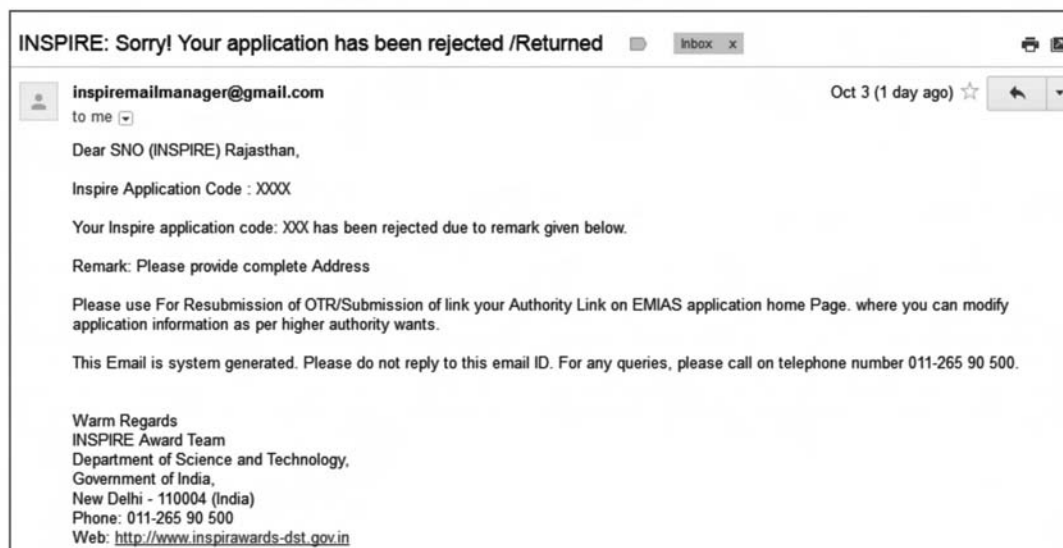 INSPIRE: Sorry! Your application has been rejected /Returned Inbox x
inspiremailmanager@gmail.com Oct 3 (1 day ago)
to me
Dear SNO (INSPIRE) Rajasthan,
Inspire Application Code : XXXX
Your Inspire application code: XXX has been rejected due to remark given below.
Remark: Please provide complete Address
Please use For Resubmission of OTR/Submission of link your Authority Link on EMIAS application home Page. where you can modify
application information as per higher authority wants.
This Email is system generated. Please do not reply to this email ID. For any queries, please call on telephone number 011-265 90 500.
Warm Regards
INSPIRE Award Team
Department of Science and Technology,
Government of India,
New Delhi - 110004 (India)
Phone: 011-265 90 500
Web: http://www.inspirawards-dst.gov.in